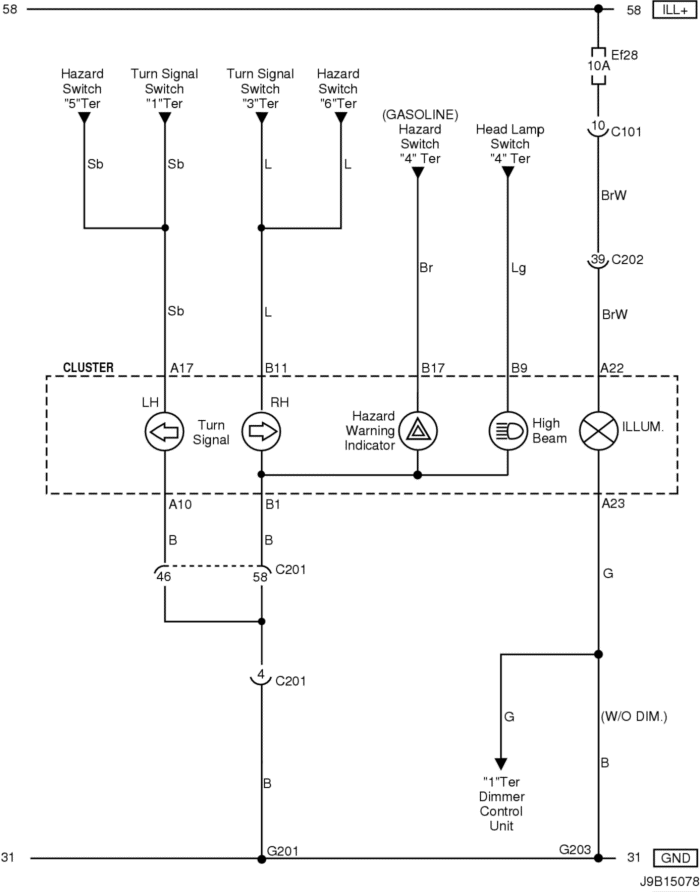 58
58 ILL+
Ef28
10A
Hazard
Switch
"5"Ter
Turn Signal
Switch
"1"Ter
Turn Signal
Switch
"3"Ter
Hazard
Switch
"6"Ter
(GASOLINE)
Hazard
Switch
"4" Ter
Head Lamp
Switch
"4" Ter
10 C101
Sb
Sb
L
L
BrW
39 C202
Br
Lg
Sb
L
BrW
CLUSTER
A17
B11
B17
B9
A22
LH
RH
Turn
Signal
Hazard
Warning
Indicator
High
Beam
ILLUM.
A10
B1
A23
B
B
46
58
C201
G
4
C201
G
(W/O DIM.)
B
B
"1"Ter
Dimmer
Control
Unit
31
G201
G203
31 GND
J9B15078